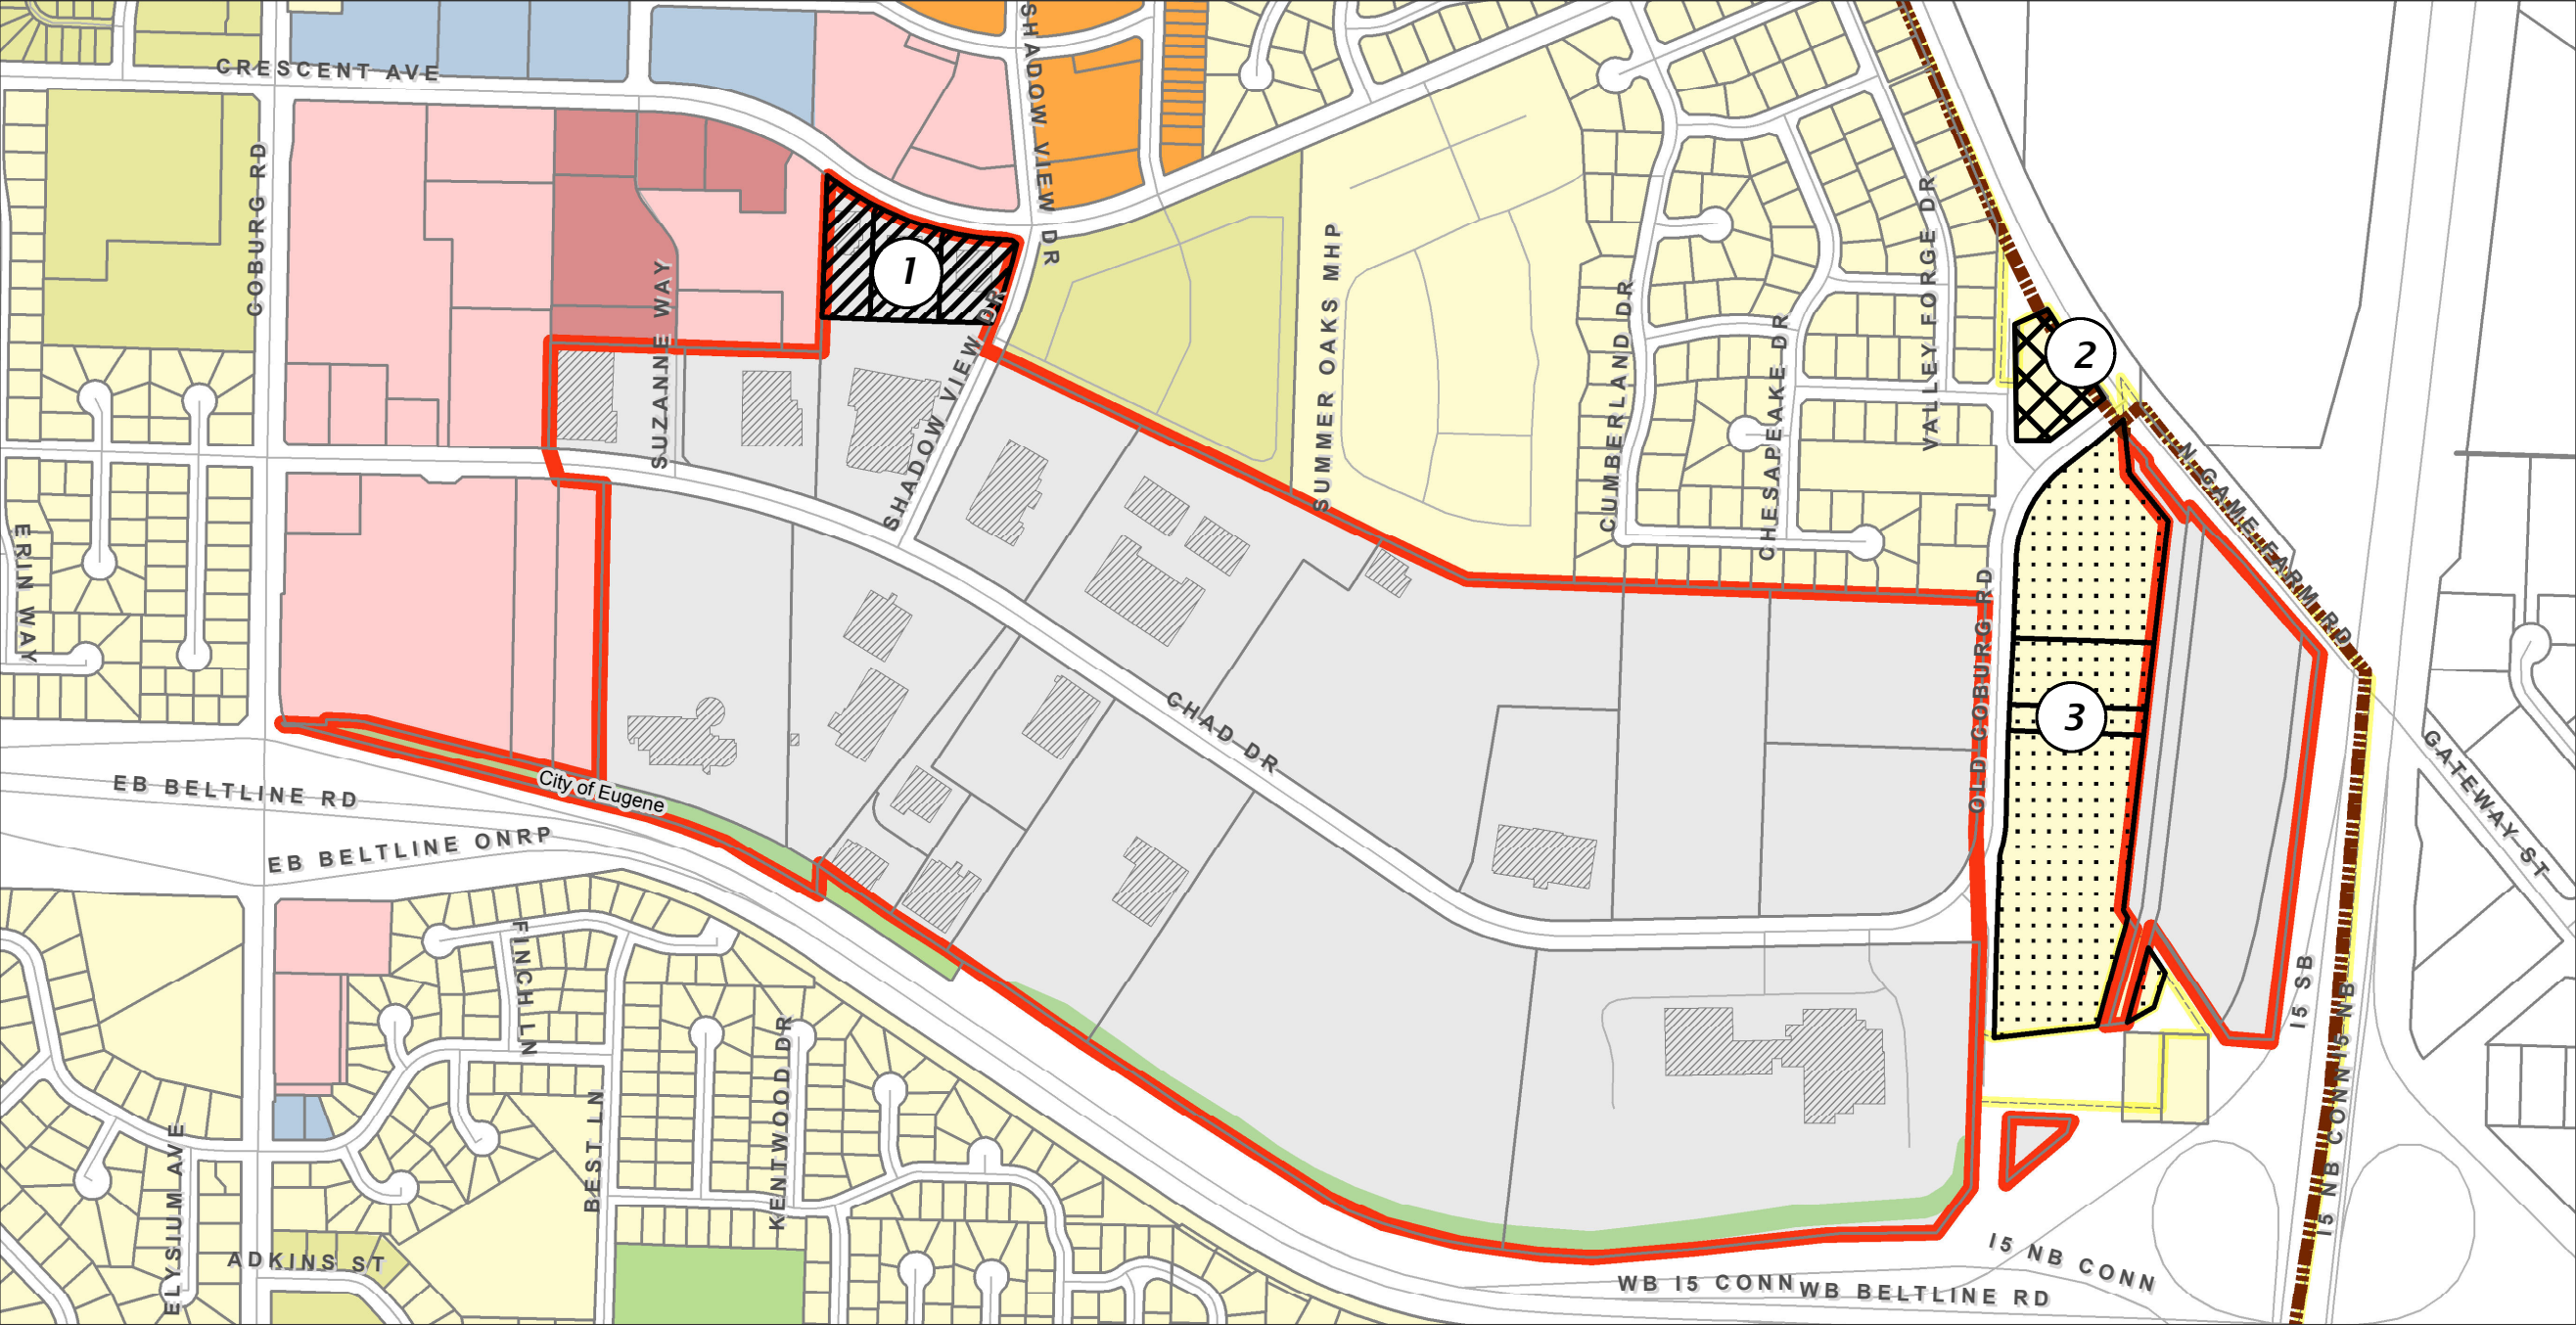 CRESCENT AVE
SHADOW VIEW DR
COBURG RD
SUZANNE WAY
1
SHADOW VIEW DR
SUMMER OAKS MHP
CUMBERLAND DR
CHESAPEAKE DR
VALLEY FORGE DR
2
N GAME FARM RD
ERIN WAY
OLD COBURG RD
3
CHAD DR
GATEWAY ST
EB BELTLINE RD
City of Eugene
EB BELTLINE ONRP
FINCH LN
I5 SB
I5 NB CONN
I5 NB
BEST LN
KENTWOOD DR
ELYSIUM AVE
ADKINS ST
I5 NB CONN
WB I5 CONN
WB BELTLINE RD